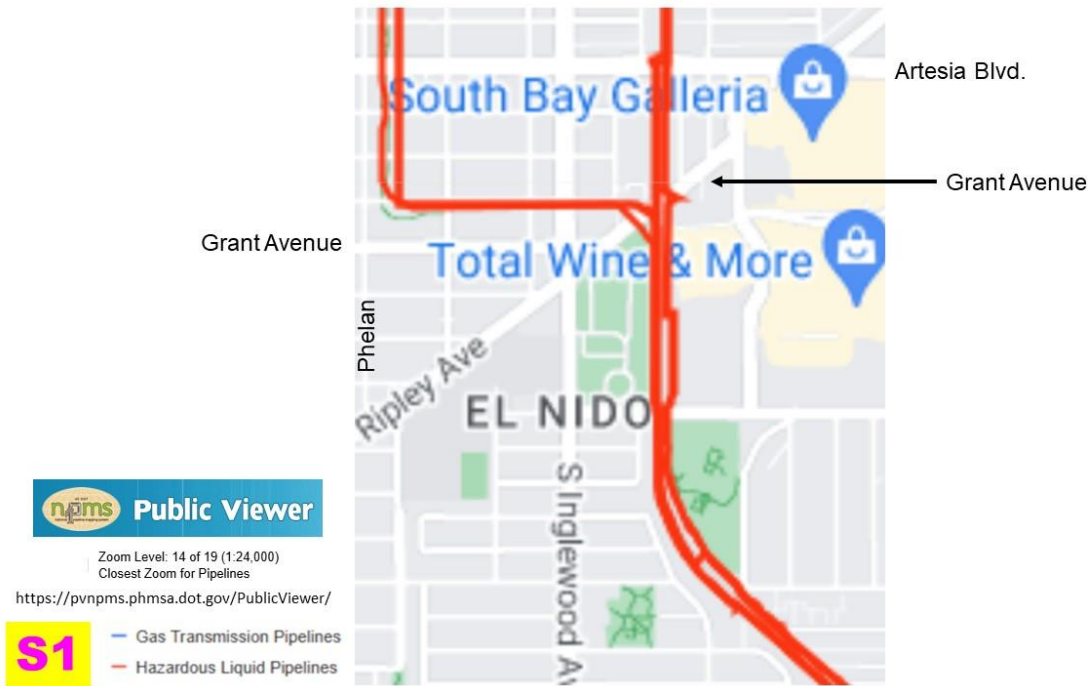 South Bay Galleria
Artesia Blvd.
Grant Avenue
Grant Avenue
Total Wine & More
Phelan
Ripley Ave
EL NIDO
S Inglewood Av
npms Public Viewer
Zoom Level: 14 of 19 (1:24,000)
Closest Zoom for Pipelines
https://pvnpms.phmsa.dot.gov/PublicViewer/
S1
Gas Transmission Pipelines
Hazardous Liquid Pipelines